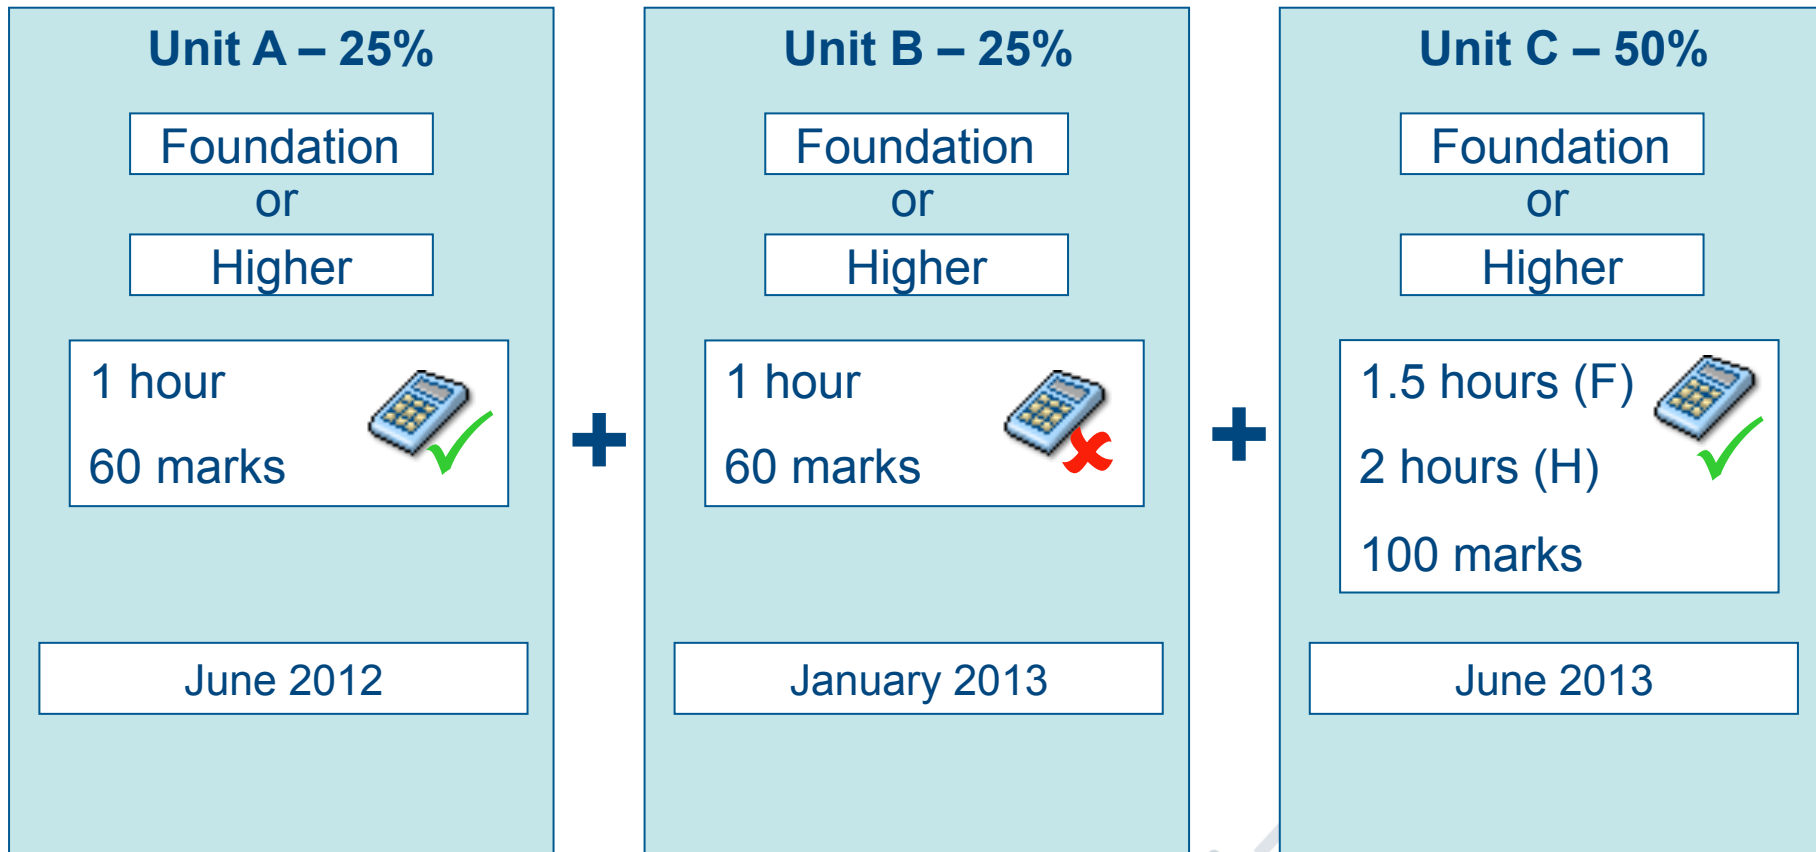 Unit A – 25%
Foundation
or
Higher
1 hour
60 marks
June 2012
Unit B – 25%
Foundation
or
Higher
1 hour
60 marks
January 2013
Unit C – 50%
Foundation
or
Higher
1.5 hours (F)
2 hours (H)
100 marks
June 2013